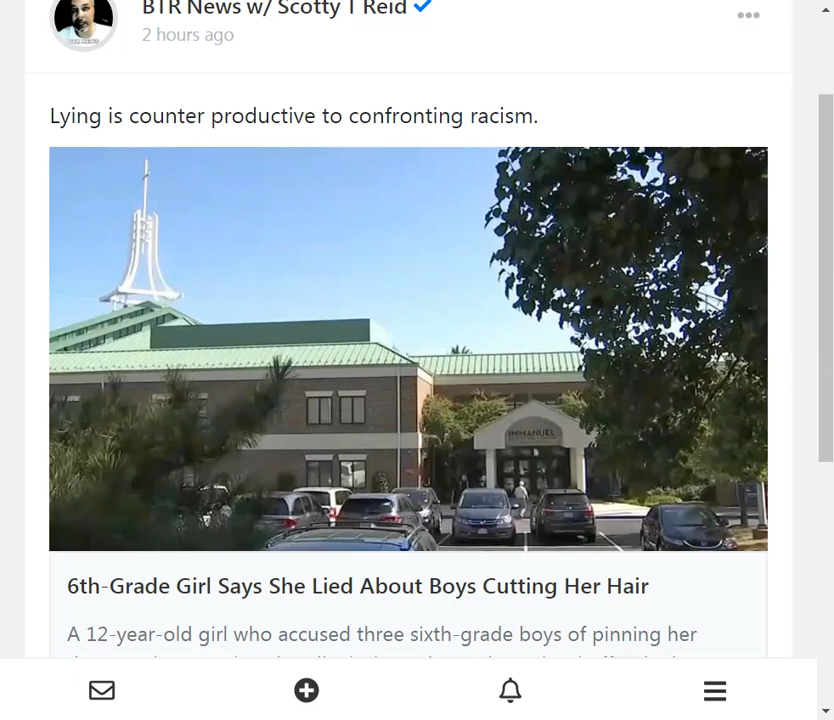 BTR News w/ Scotty T Reid
2 hours ago
Lying is counter productive to confronting racism.
IMMANUEL
6th-Grade Girl Says She Lied About Boys Cutting Her Hair
A 12-year-old girl who accused three sixth-grade boys of pinning her